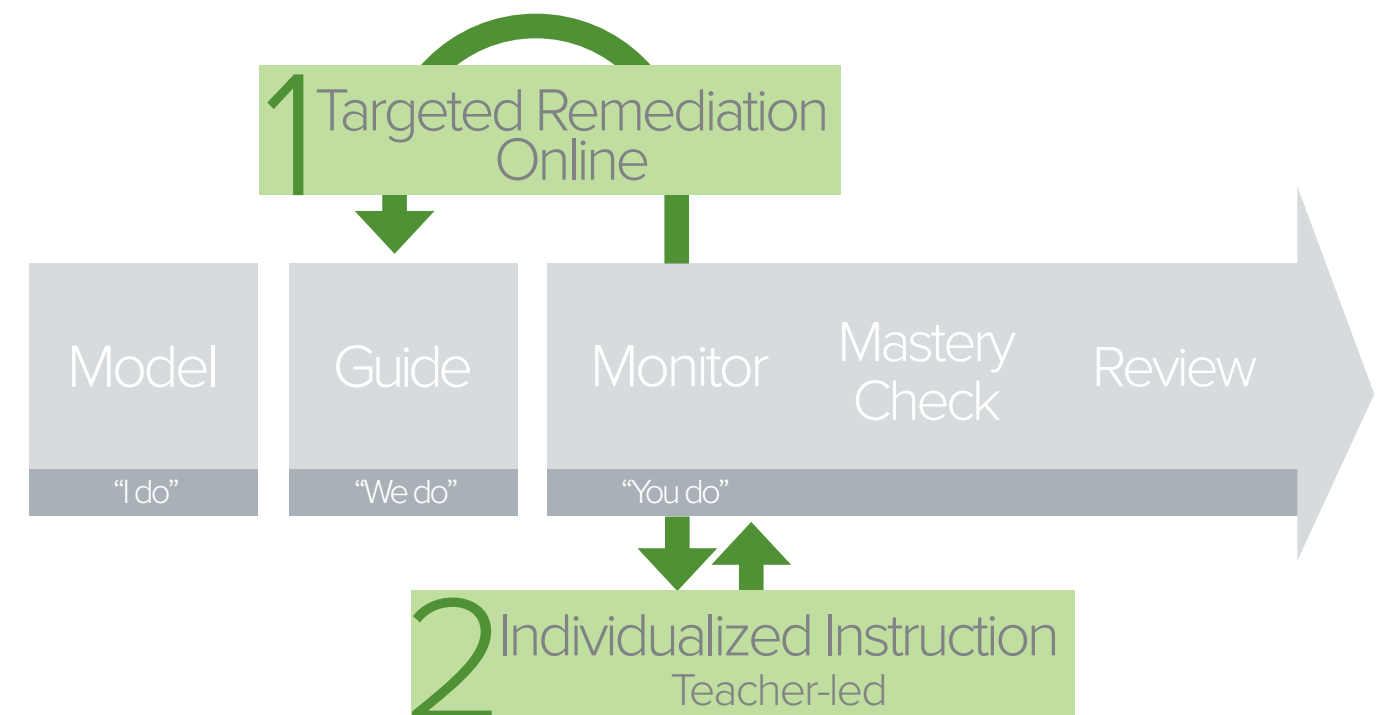 1 Targeted Remediation
Online
Model
Guide
Monitor
Mastery
Check
Review
“I do”
“We do”
“You do”
2 Individualized Instruction
Teacher-led